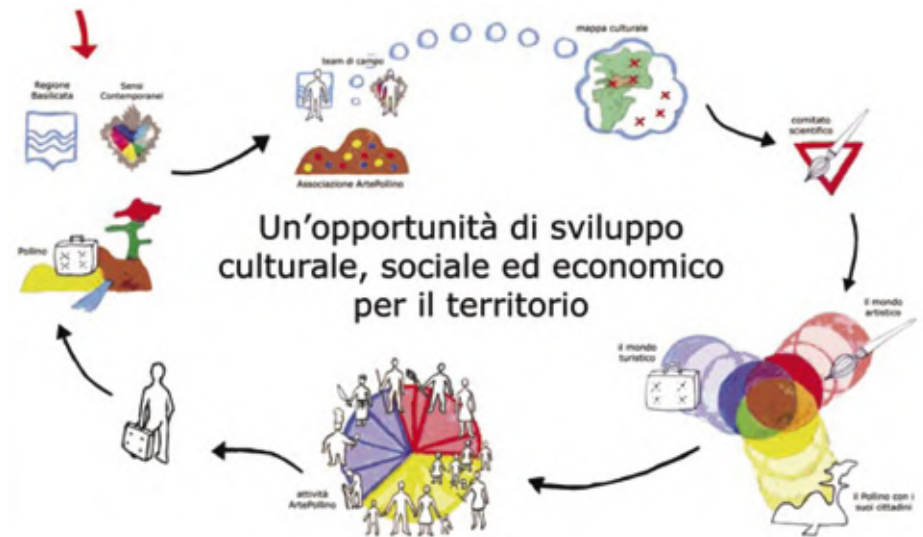 Regione
Basilicata
Sensi
Contemporanei
team di campo
Associazione ArtePollino
mappa culturale
comitato
scientifico
Pollino
Un'opportunità di sviluppo
culturale, sociale ed economico
per il territorio
il mondo
artistico
il mondo
turistico
il Pollino con i
suoi cittadini
attività
ArtePollino